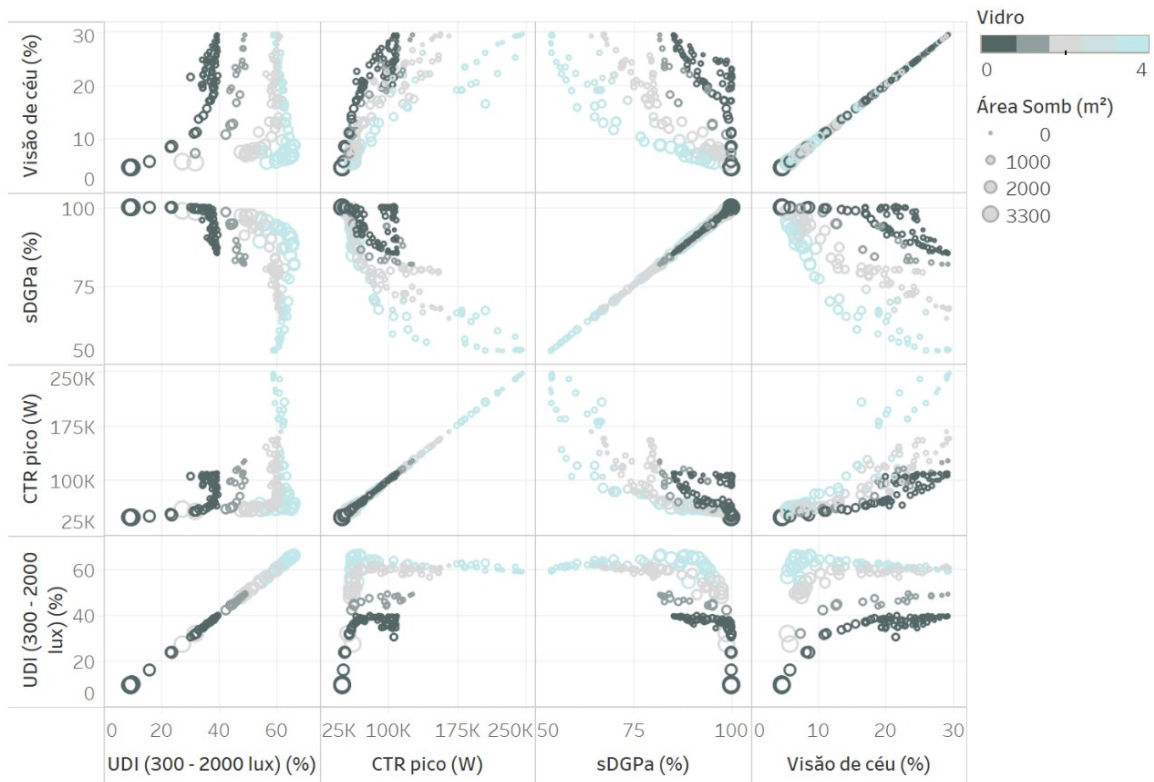 Vidro
0 4
Área Somb (m²)
0
1000
2000
3300
Visão de céu (%)
30
20
10
0
sDGPa (%)
100
75
50
CTR pico (W)
250K
175K
100K
25K
UDI (300 - 2000
lux) (%)
60
40
20
0
0 20 40 60
25K 100K 175K 250K
50 75 100
0 10 20 30
UDI (300 - 2000 lux) (%) CTR pico (W) sDGPa (%) Visão de céu (%)